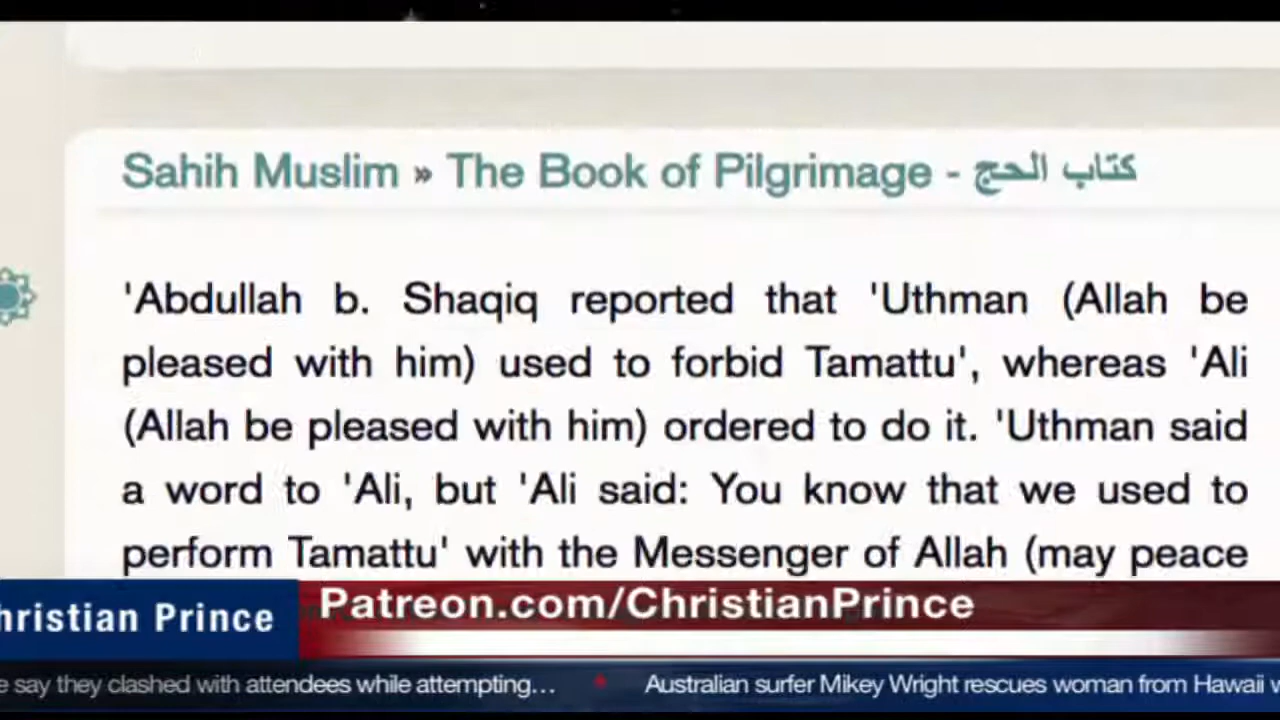 Sahih Muslim » The Book of Pilgrimage - كتاب الحج
'Abdullah b. Shaqiq reported that 'Uthman (Allah be
pleased with him) used to forbid Tamattu', whereas 'Ali
(Allah be pleased with him) ordered to do it. 'Uthman said
a word to 'Ali, but 'Ali said: You know that we used to
perform Tamattu' with the Messenger of Allah (may peace
hristian Prince
Patreon.com/ChristianPrince
e say they clashed with attendees while attempting... • Australian surfer Mikey Wright rescues woman from Hawaii w